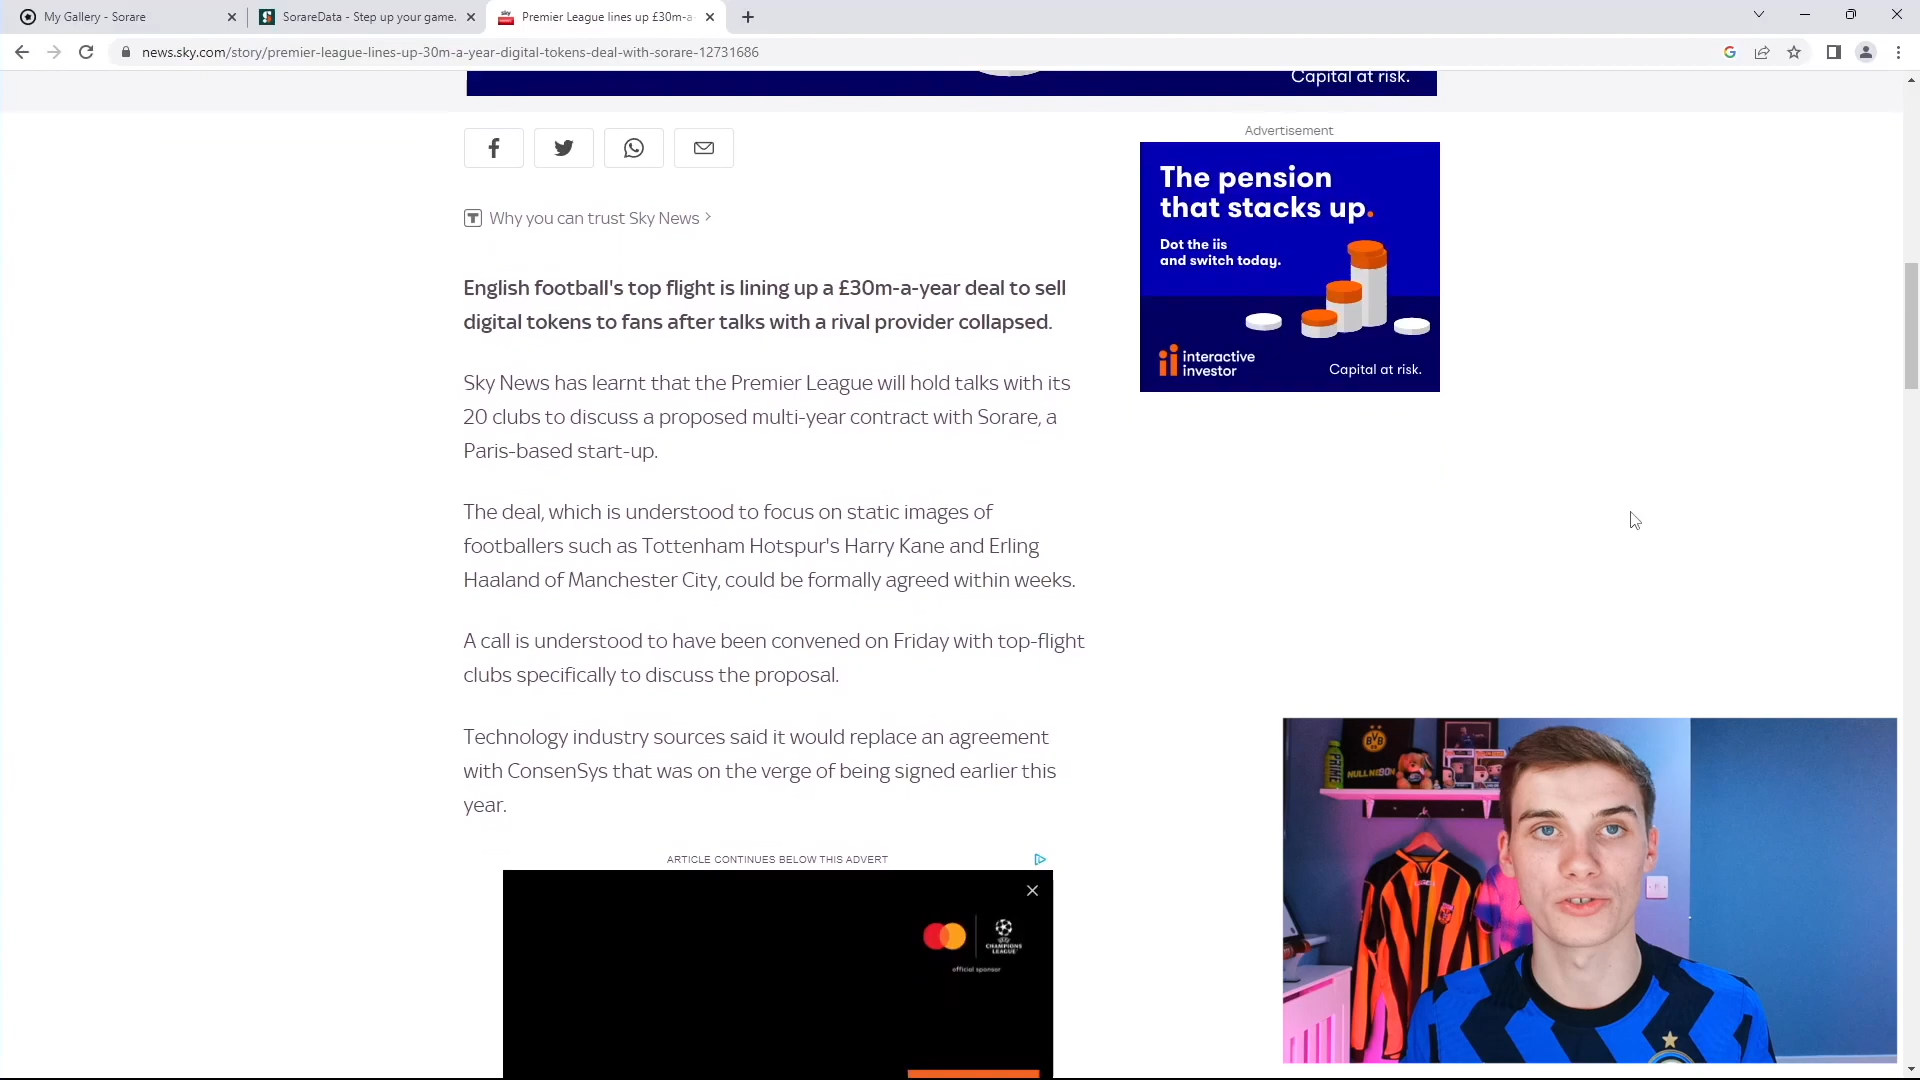 My Gallery - Sorare
SorareData - Step up your game.
Premier League lines up £30m-a-
news.sky.com/story/premier-league-lines-up-30m-a-year-digital-tokens-deal-with-sorare-12731686
Capital at risk.
Advertisement
The pension
that stacks up.
Dot the iis
and switch today.
interactive
investor
Capital at risk.
Why you can trust Sky News
English football's top flight is lining up a £30m-a-year deal to sell
digital tokens to fans after talks with a rival provider collapsed.
Sky News has learnt that the Premier League will hold talks with its
20 clubs to discuss a proposed multi-year contract with Sorare, a
Paris-based start-up.
The deal, which is understood to focus on static images of
footballers such as Tottenham Hotspur's Harry Kane and Erling
Haaland of Manchester City, could be formally agreed within weeks.
A call is understood to have been convened on Friday with top-flight
clubs specifically to discuss the proposal.
Technology industry sources said it would replace an agreement
with ConsenSys that was on the verge of being signed earlier this
year.
ARTICLE CONTINUES BELOW THIS ADVERT
CHAMPIONS
LEAGUE
official sponsor
BVB
PRIME